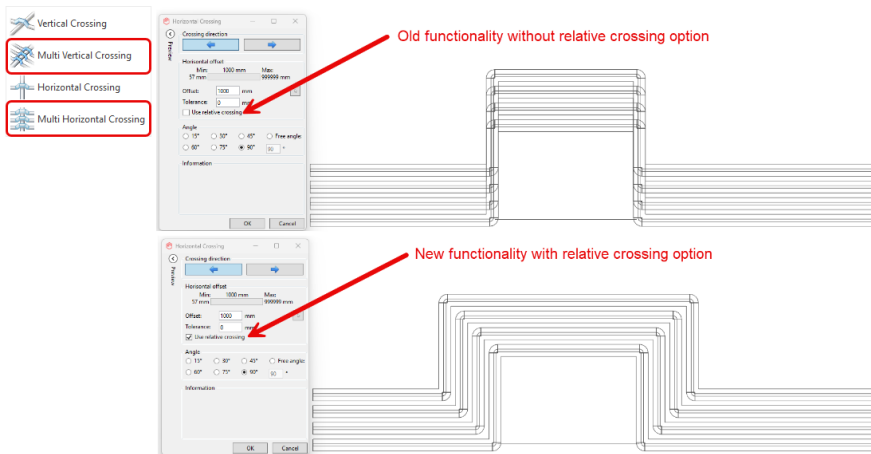 Vertical Crossing
Multi Vertical Crossing
Horizontal Crossing
Multi Horizontal Crossing
Horizontal Crossing
Preview
Crossing direction
Horizontal offset
Min: 1000 mm Max:
57 mm 999999 mm
Offset: 1000 mm
Tolerance: 0 mm
Use relative crossing
Angle
15° 30° 45° Free angle:
60° 75° 90° 90 °
Information
OK Cancel
Old functionality without relative crossing option
Horizontal Crossing
Preview
Crossing direction
Horizontal offset
Min: 1000 mm Max:
57 mm 999999 mm
Offset: 1000 mm
Tolerance: 0 mm
Use relative crossing
Angle
15° 30° 45° Free angle:
60° 75° 90° 90 °
Information
OK Cancel
New functionality with relative crossing option